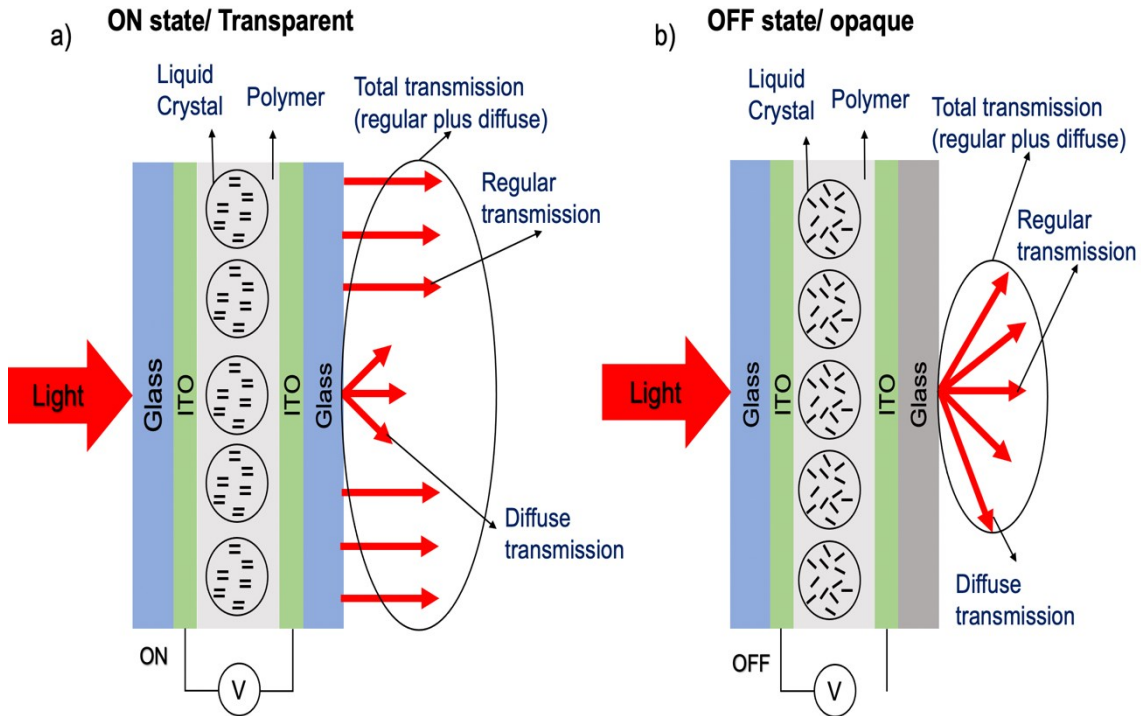 a)
ON state/ Transparent
Liquid
Crystal
Polymer
Total transmission
(regular plus diffuse)
Regular
transmission
Light
Glass
ITO
ITO
Glass
Diffuse
transmission
ON
V
b)
OFF state/ opaque
Liquid
Crystal
Polymer
Total transmission
(regular plus diffuse)
Regular
transmission
Light
Glass
ITO
ITO
Glass
Diffuse
transmission
OFF
V